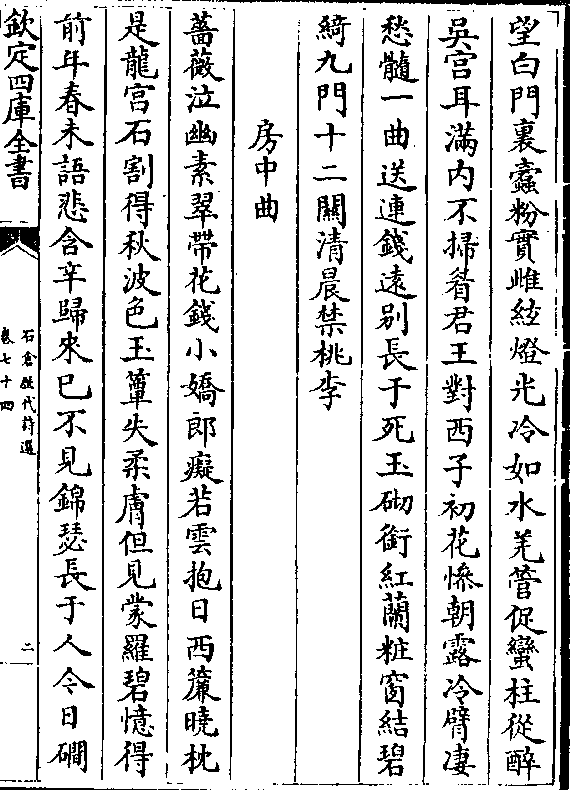 望白門裏蠧粉實雌絃燈光冷如水羌管促蠻柱從醉
吳宫耳滿内不掃眉君王對西子初花慘朝露冷臂凄
愁髓一曲送連錢遠别長于死玉砌銜紅蘭粧窗結碧
綺九門十二關清晨禁桃李
房中曲
薔薇泣幽素翠帶花錢小嬌郎癡若雲抱日西簾曉枕
是龍宫石割得秋波色玉簟失柔膚但見蒙羅碧憶得
前年春未語悲含辛歸來已不見錦瑟長于人今日磵
欽定四庫全書
石倉歷代詩選
卷七十四
二